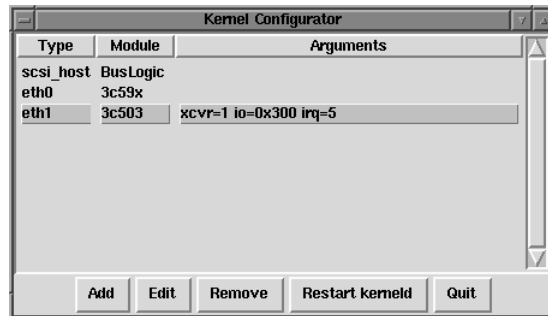 Kernel Configurator
Type Module Arguments
scsi_host BusLogic
eth0 3c59x
eth1 3c503 xcvr=1 io=0x300 irq=5
Add Edit Remove Restart kerneld Quit